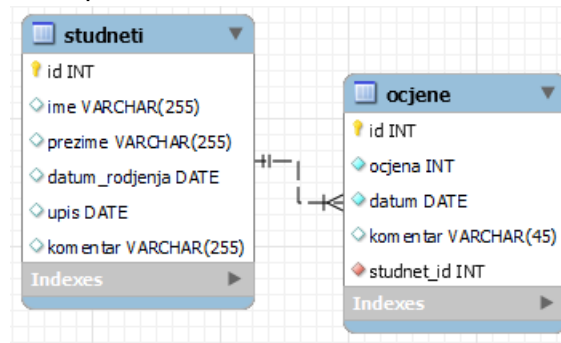 studneti
id INT
ime VARCHAR(255)
prezime VARCHAR(255)
datum_rodjenja DATE
upis DATE
komentar VARCHAR(255)
Indexes
ocjene
id INT
ocjena INT
datum DATE
komentar VARCHAR(45)
studnet_id INT
Indexes